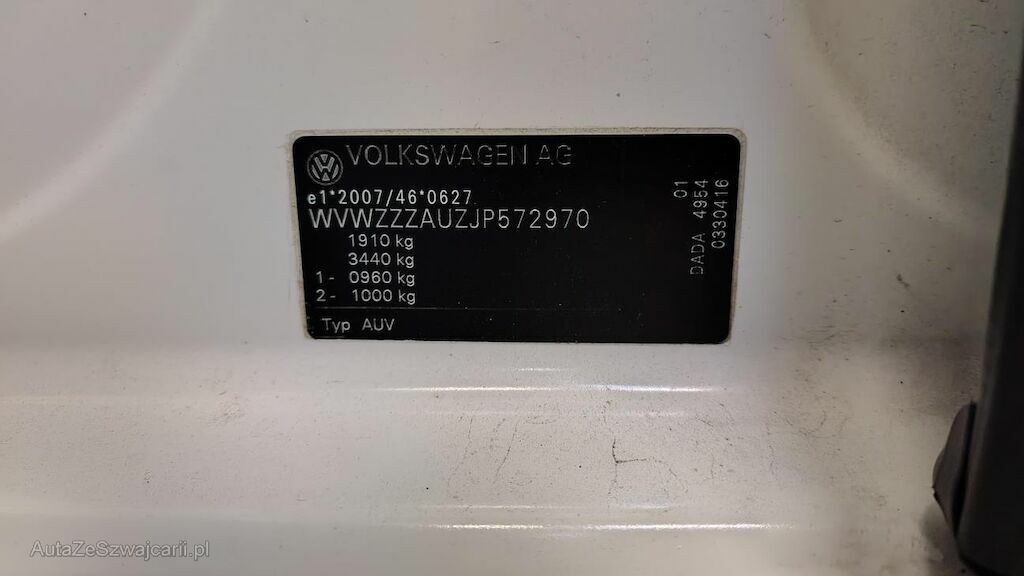 VOLKSWAGEN AG
e1*2007/46*0627
WVWZZZAUZJP572970
1910 kg
3440 kg
1- 0960 kg
2- 1000 kg
Typ AUV
01
DADA 4954
0330416
AutaZeSzwajcarii.pl